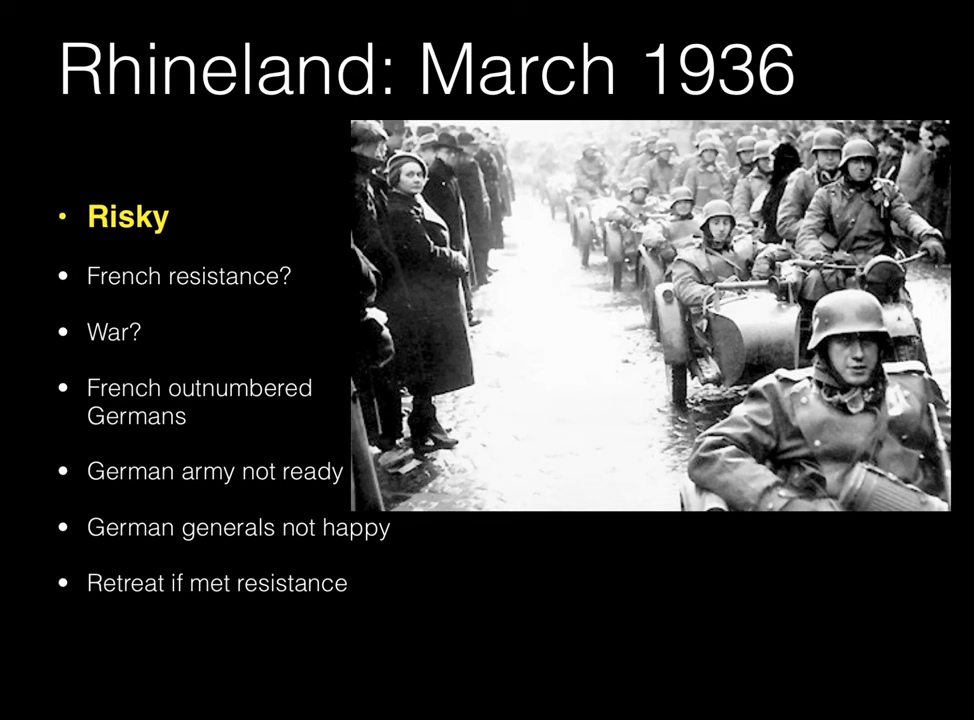 Rhineland: March 1936
• Risky
• French resistance?
• War?
• French outnumbered
Germans
• German army not ready
• German generals not happy
• Retreat if met resistance